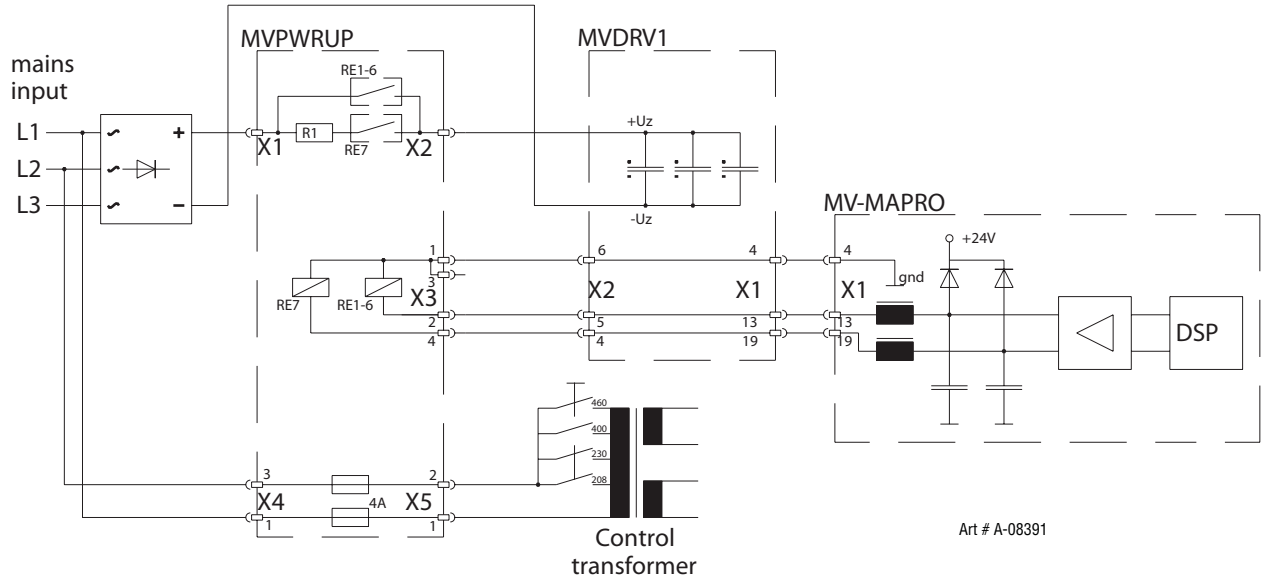 MVPWRUP
MVDRV1
mains
input
RE1-6
L1
L2
L3
+
−
X1
R1
RE7
X2
+Uz
-Uz
MV-MAPRO
1
3
6
4
4
+24V
gnd
RE7
RE1-6
X3
X2
X1
X1
2
4
5
4
13
19
13
19
DSP
460
400
230
208
3
2
X4
4A
X5
1
1
Control
transformer
Art # A-08391